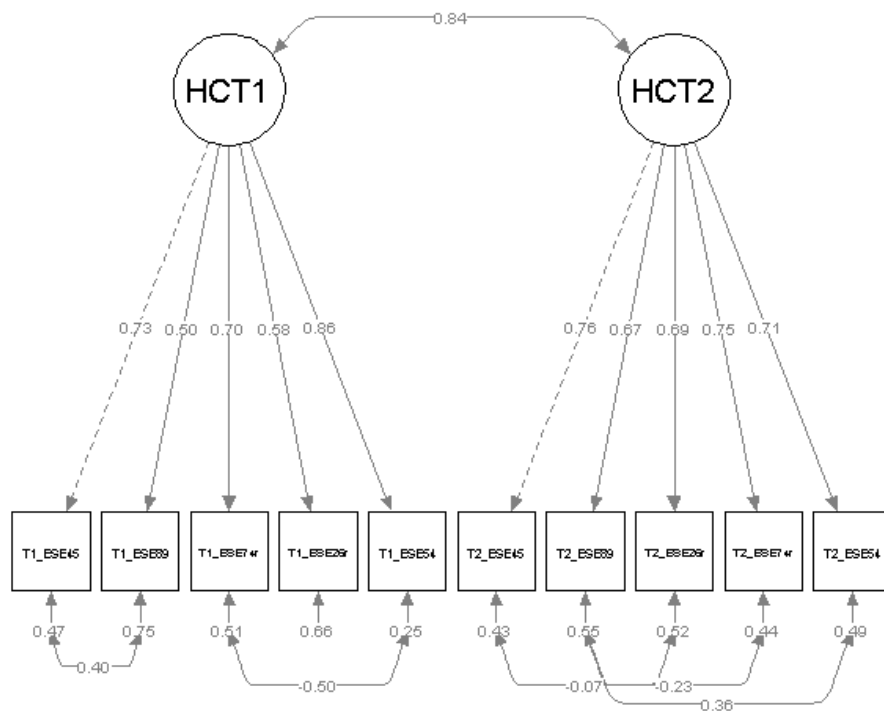 0.84
HCT1 HCT2
0.73 0.50 0.70 0.58 0.86 0.76 0.67 0.69 0.75 0.71
T1_ESE45 T1_ESE89 T1_ESE74r T1_ESE26r T1_ESE54 T2_ESE45 T2_ESE89 T2_ESE26r T2_ESE74r T2_ESE54
0.47 0.75 0.51 0.66 0.25 0.43 0.55 0.52 0.44 0.49
0.40
-0.50 -0.07 -0.23
0.36